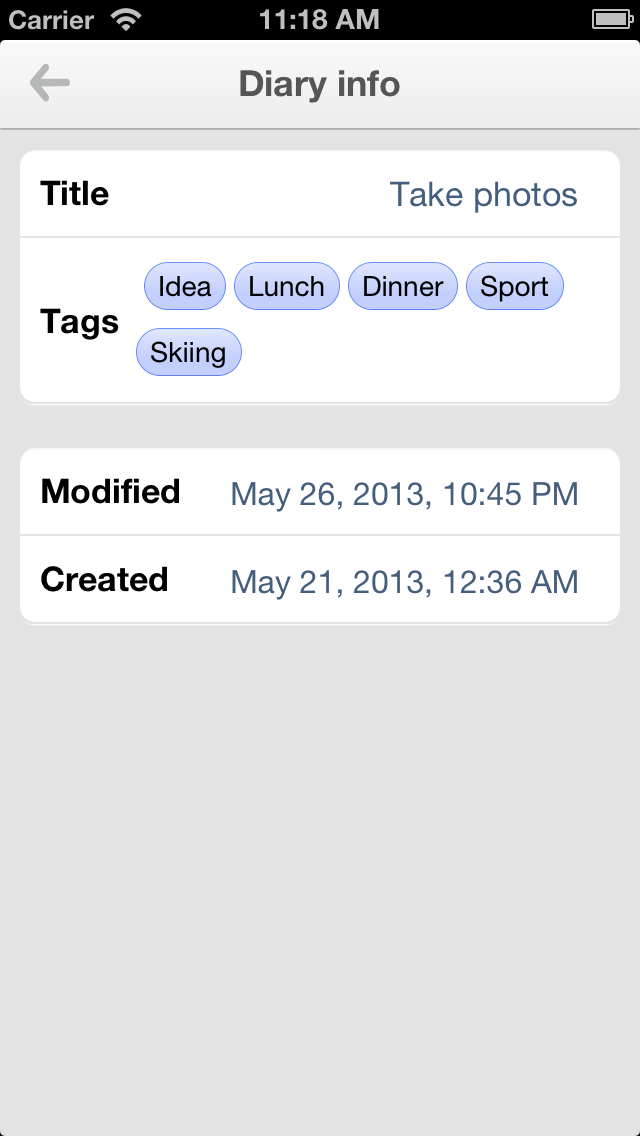 Carrier 11:18 AM
Diary info
Title Take photos
Idea Lunch Dinner Sport
Tags
Skiing
Modified May 26, 2013, 10:45 PM
Created May 21, 2013, 12:36 AM